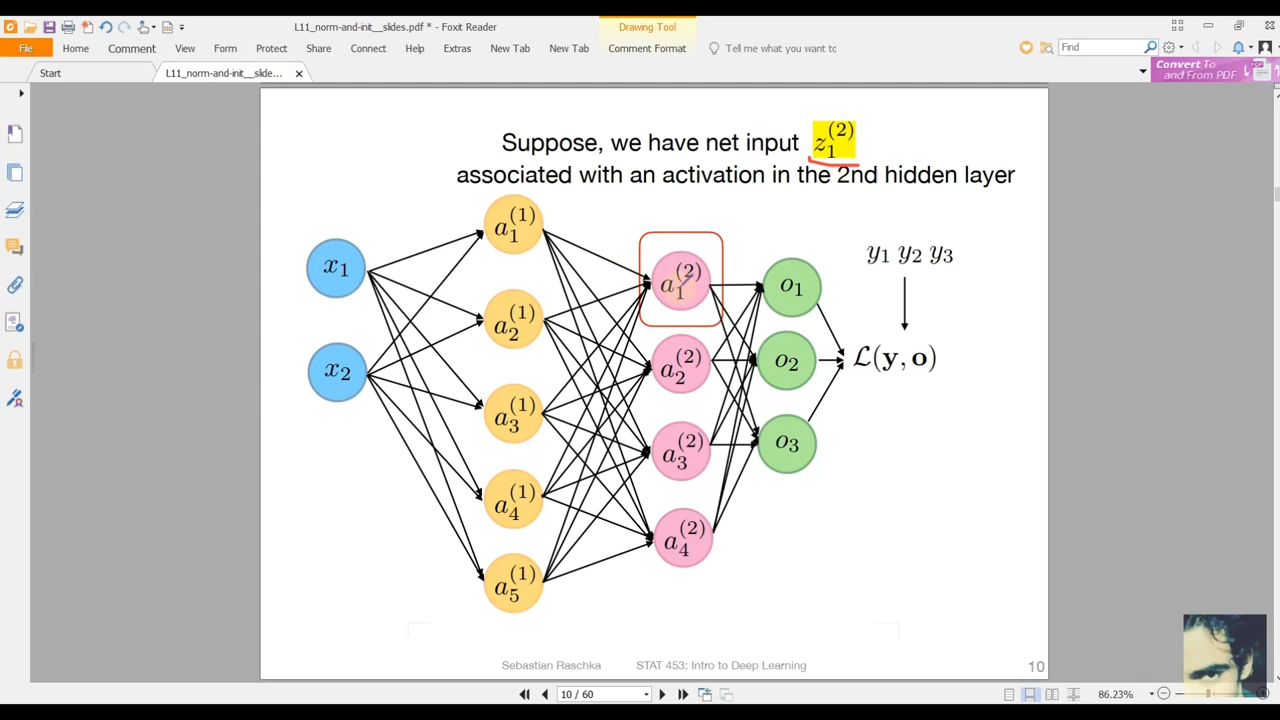 L11_norm-and-init__slides.pdf * - Foxit Reader
Drawing Tool
File Home Comment View Form Protect Share Connect Help Extras New Tab New Tab Comment Format Tell me what you want tc Find
Start L11_norm-and-init__slide...
Convert To and From PDF
Suppose, we have net input z_1^{(2)}
associated with an activation in the 2nd hidden layer
x_1
x_2
a_1^{(1)}
a_2^{(1)}
a_3^{(1)}
a_4^{(1)}
a_5^{(1)}
a_1^{(2)}
a_2^{(2)}
a_3^{(2)}
a_4^{(2)}
o_1
o_2
o_3
y_1 y_2 y_3
ℒ(y, o)
Sebastian Raschka STAT 453: Intro to Deep Learning 10
10 / 60
86.23%